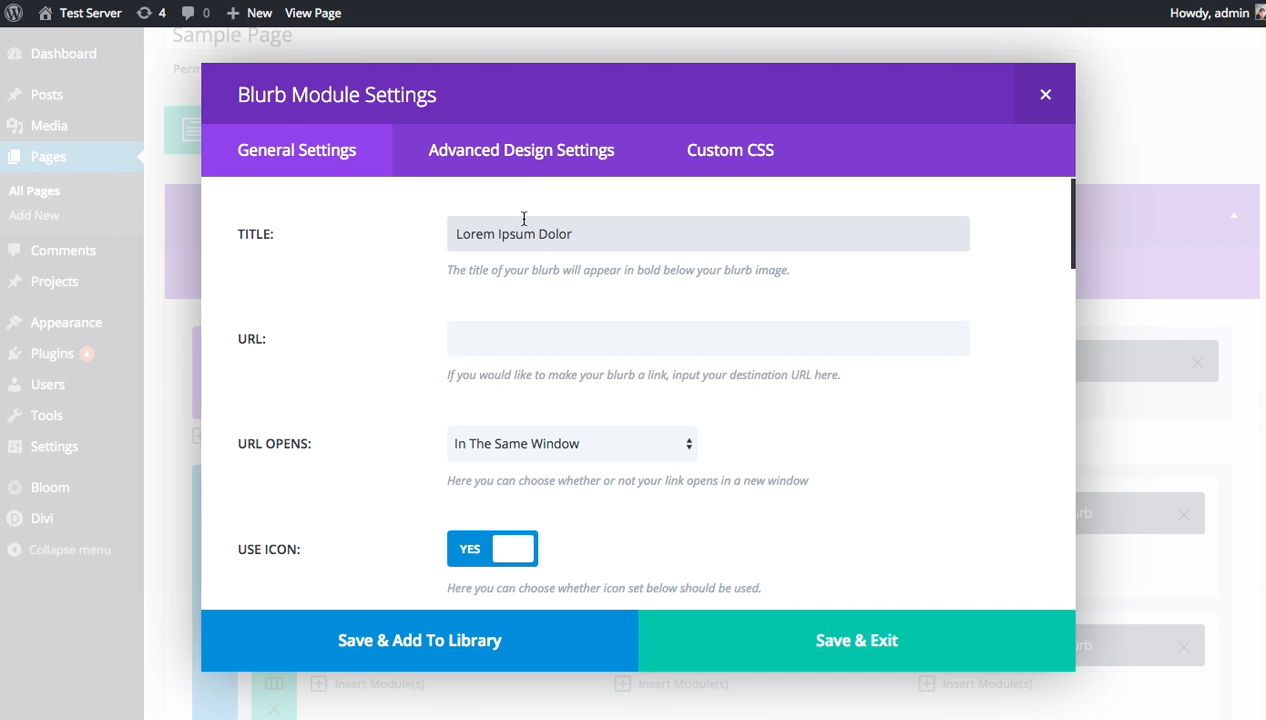 Test Server 4 0 New View Page Howdy, admin
Sample Page
Perm
Dashboard
Posts
Media
Pages
All Pages
Add New
Comments
Projects
Appearance
Plugins 4
Users
Tools
Settings
Bloom
Divi
Collapse menu
Blurb Module Settings
General Settings Advanced Design Settings Custom CSS
TITLE: Lorem Ipsum Dolor
The title of your blurb will appear in bold below your blurb image.
URL:
If you would like to make your blurb a link, input your destination URL here.
URL OPENS: In The Same Window
Here you can choose whether or not your link opens in a new window
USE ICON: YES
Here you can choose whether icon set below should be used.
Save & Add To Library Save & Exit
urb
urb
Insert Module(s) Insert Module(s) Insert Module(s)